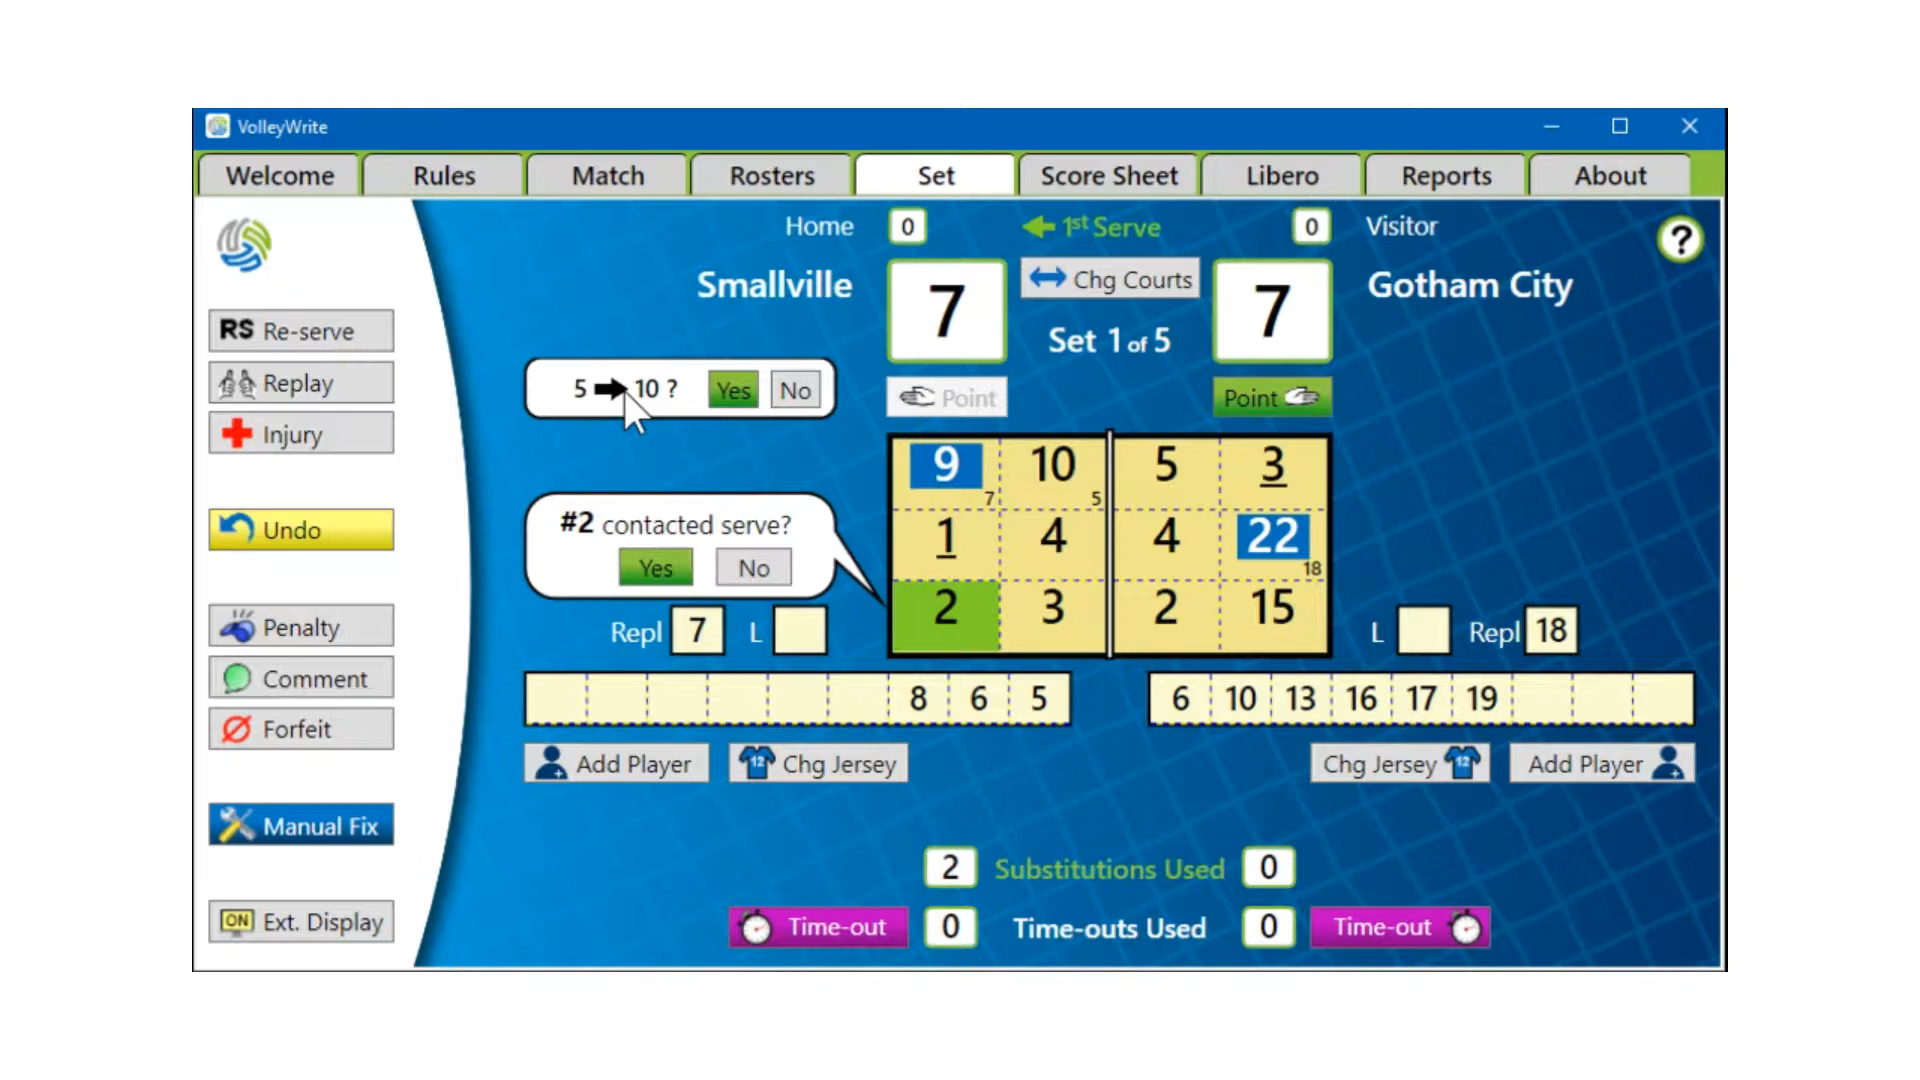 VolleyWrite
Welcome Rules Match Rosters Set Score Sheet Libero Reports About
Home 0 1st Serve 0 Visitor ?
Smallville 7 Chg Courts 7 Gotham City
Set 1 of 5
RS Re-serve
Replay
Injury
Undo
Penalty
Comment
Forfeit
Manual Fix
ON Ext. Display
5 10 ? Yes No
Point Point
#2 contacted serve?
Yes No
9 7 10 5 5 3
1 4 4 22 18
2 3 2 15
Repl 7 L L Repl 18
8 6 5 6 10 13 16 17 19
Add Player 12 Chg Jersey Chg Jersey 12 Add Player
2 Substitutions Used 0
Time-out 0 Time-outs Used 0 Time-out